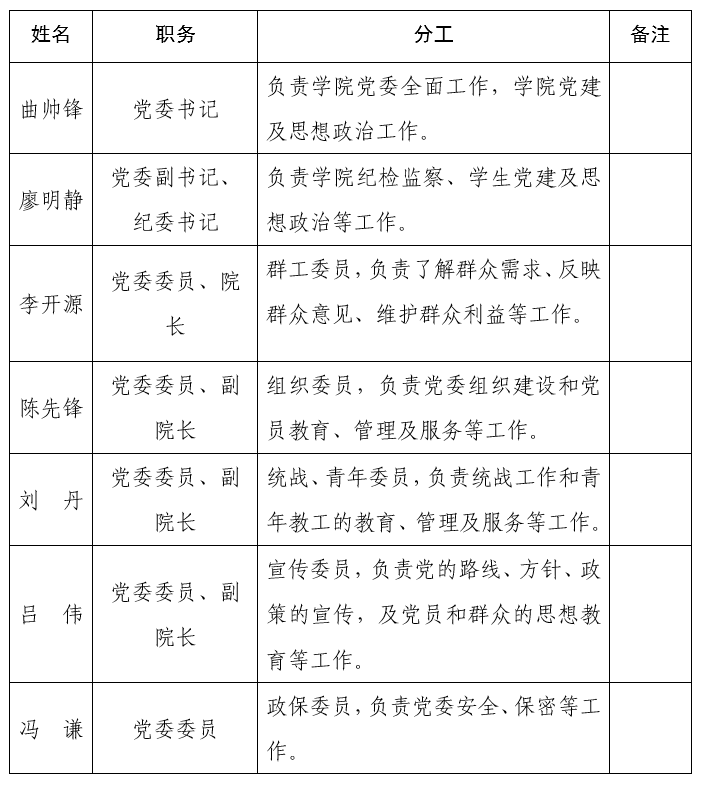 姓名 职务 分工 备注
曲帅锋 党委书记 负责学院党委全面工作，学院党建
及思想政治工作。
廖明静 党委副书记、
纪委书记 负责学院纪检监察、学生党建及思
想政治等工作。
李开源 党委委员、院
长 群工委员，负责了解群众需求、反映
群众意见、维护群众利益等工作。
陈先锋 党委委员、副
院长 组织委员，负责党委组织建设和党
员教育、管理及服务等工作。
刘　丹 党委委员、副
院长 统战、青年委员，负责统战工作和青
年教工的教育、管理及服务等工作。
吕　伟 党委委员、副
院长 宣传委员，负责党的路线、方针、政
策的宣传，及党员和群众的思想教
育等工作。
冯　谦 党委委员 政保委员，负责党委安全、保密等工
作。